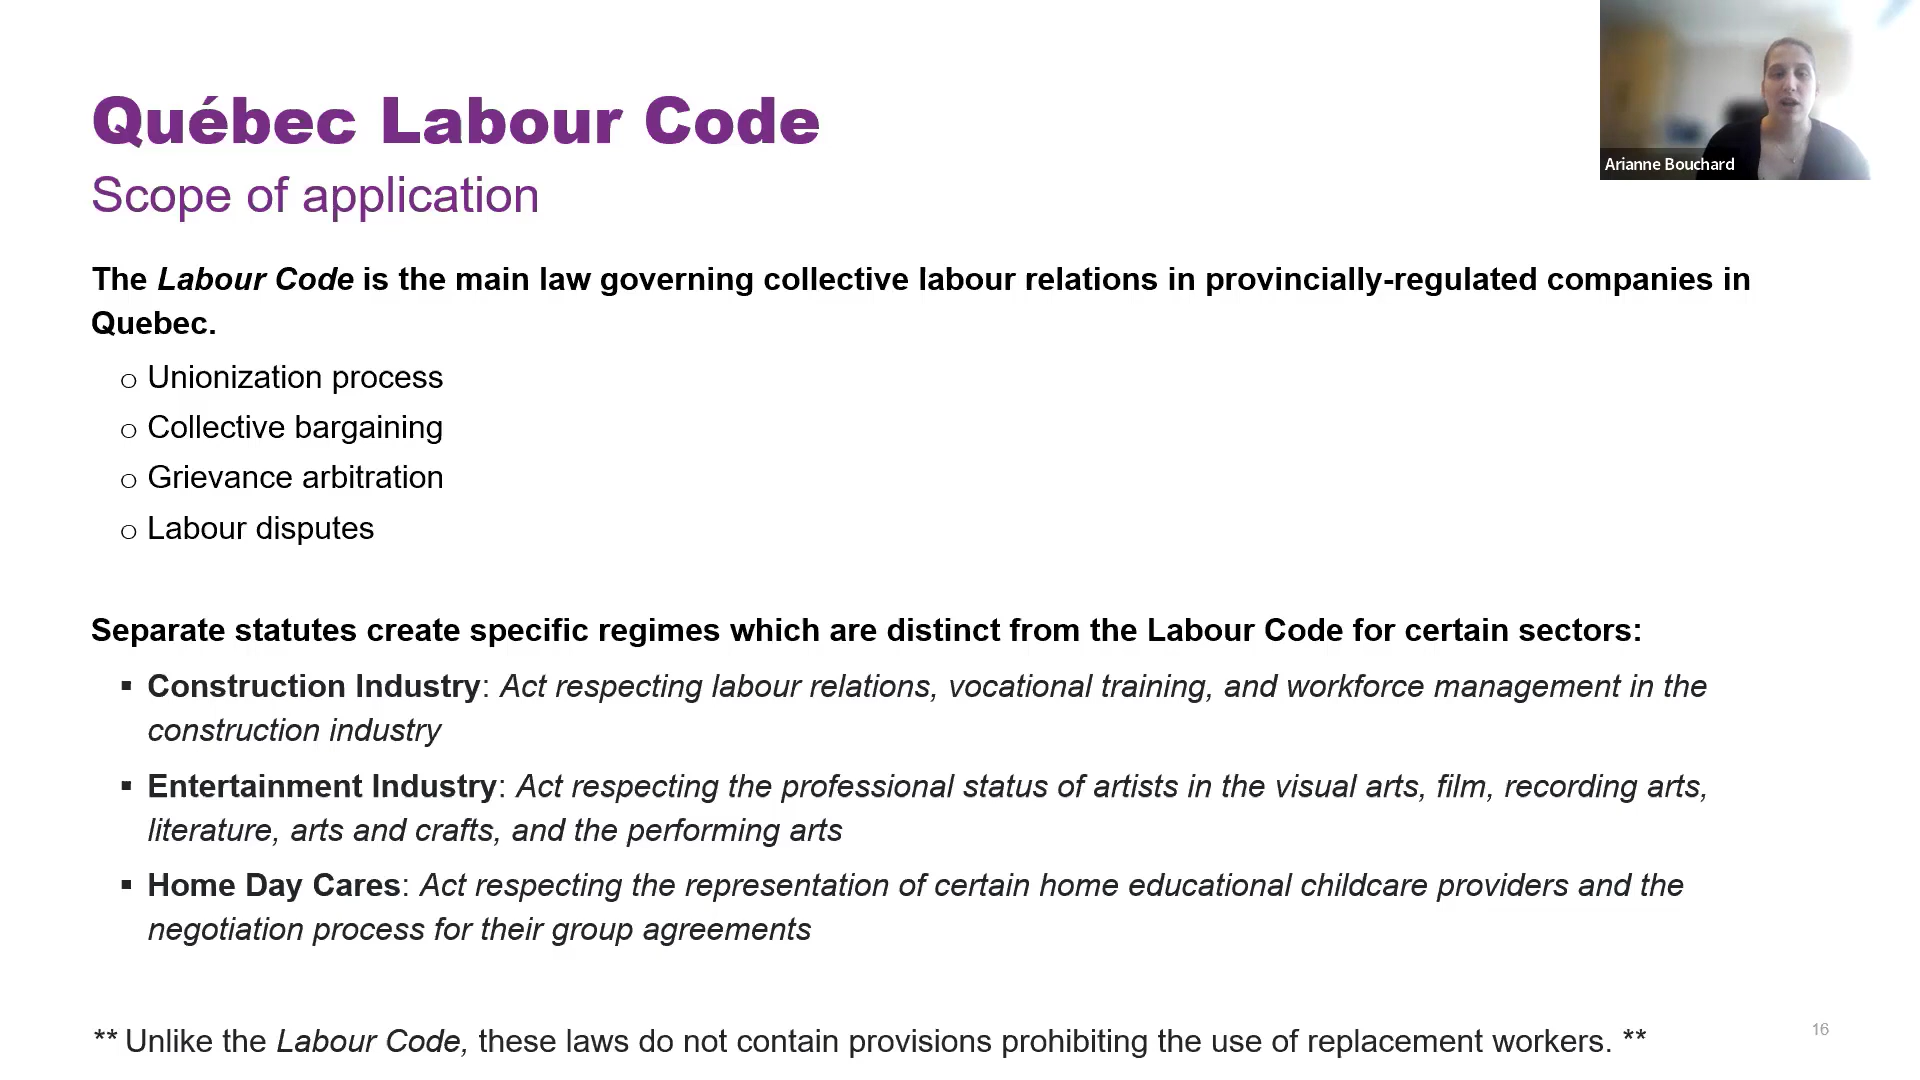 Québec Labour Code
Scope of application
Arianne Bouchard
The Labour Code is the main law governing collective labour relations in provincially-regulated companies in
Quebec.
o Unionization process
o Collective bargaining
o Grievance arbitration
o Labour disputes
Separate statutes create specific regimes which are distinct from the Labour Code for certain sectors:
▪ Construction Industry: Act respecting labour relations, vocational training, and workforce management in the
construction industry
▪ Entertainment Industry: Act respecting the professional status of artists in the visual arts, film, recording arts,
literature, arts and crafts, and the performing arts
▪ Home Day Cares: Act respecting the representation of certain home educational childcare providers and the
negotiation process for their group agreements
** Unlike the Labour Code, these laws do not contain provisions prohibiting the use of replacement workers. **
16